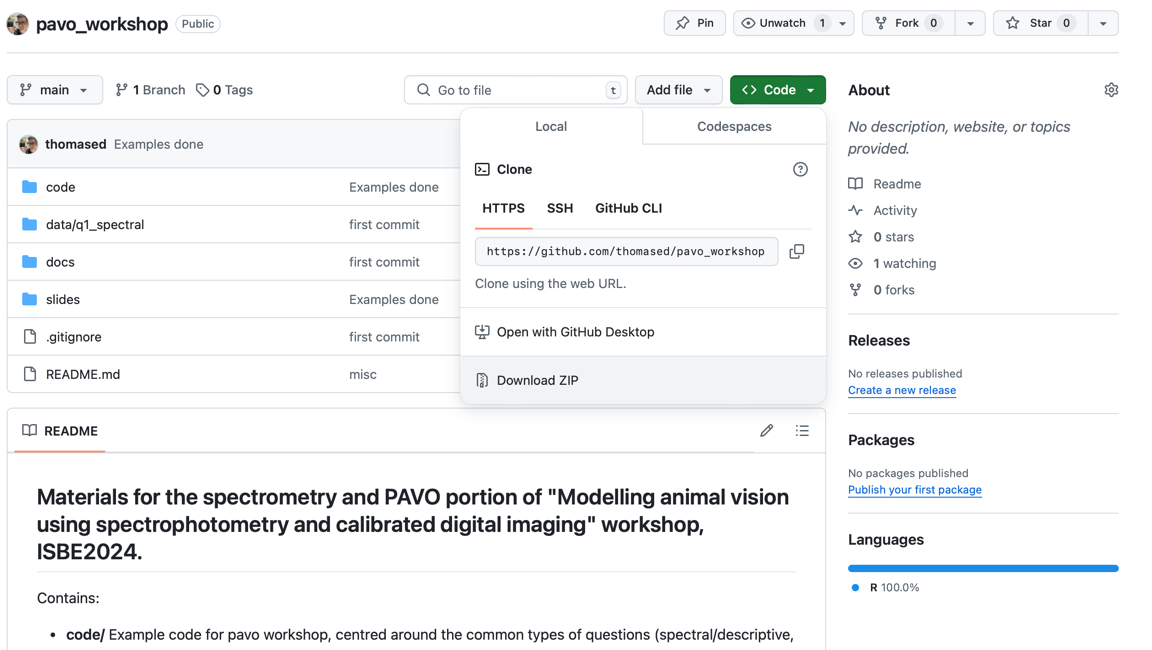 pavo_workshop Public Pin Unwatch 1 Fork 0 Star 0
main 1 Branch 0 Tags Go to file t Add file Code
thomased Examples done
code Examples done
data/q1_spectral first commit
docs first commit
slides Examples done
.gitignore first commit
README.md misc
Local Codespaces
Clone
HTTPS SSH GitHub CLI
https://github.com/thomased/pavo_workshop
Clone using the web URL.
Open with GitHub Desktop
Download ZIP
README
Materials for the spectrometry and PAVO portion of "Modelling animal vision
using spectrophotometry and calibrated digital imaging" workshop,
ISBE2024.
Contains:
• code/ Example code for pavo workshop, centred around the common types of questions (spectral/descriptive,
About
No description, website, or topics
provided.
Readme
Activity
0 stars
1 watching
0 forks
Releases
No releases published
Create a new release
Packages
No packages published
Publish your first package
Languages
R 100.0%